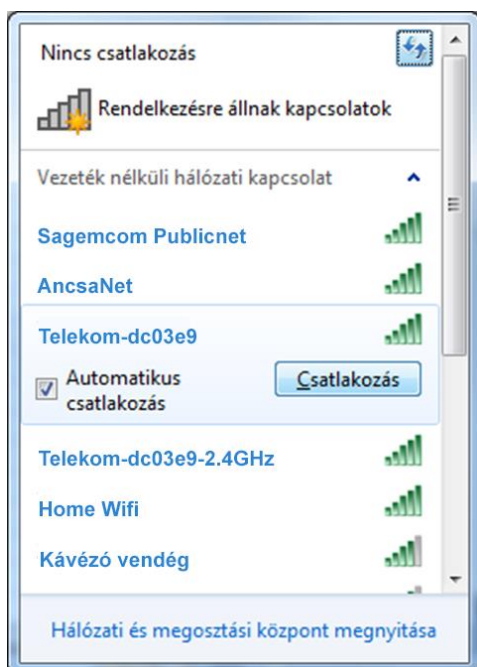 Nincs csatlakozás
Rendelkezésre állnak kapcsolatok
Vezeték nélküli hálózati kapcsolat
Sagemcom Publicnet
AncsaNet
Telekom-dc03e9
Automatikus
csatlakozás
Csatlakozás
Telekom-dc03e9-2.4GHz
Home Wifi
Kávézó vendég
Hálózati és megosztási központ megnyitása